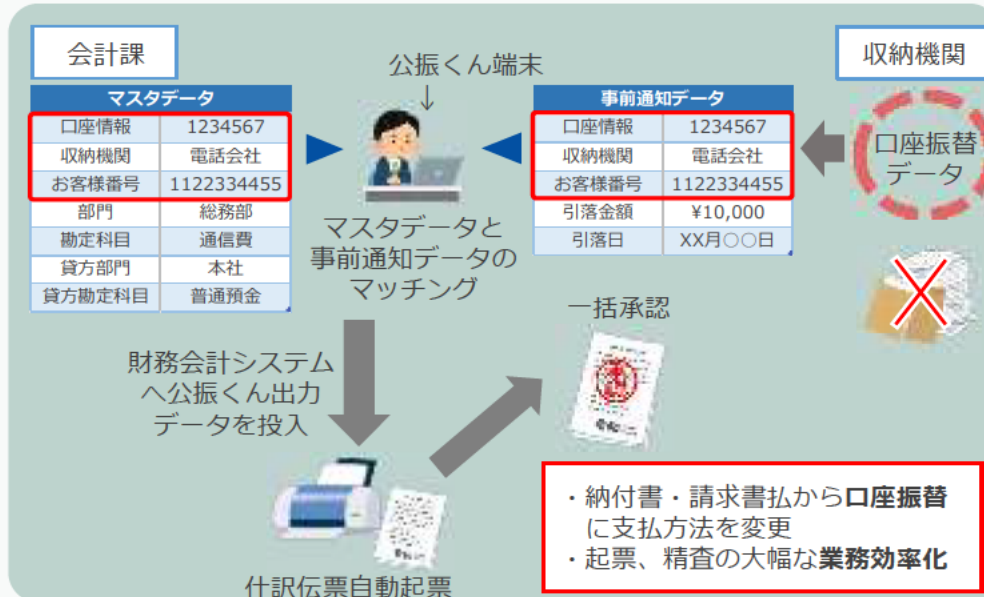 会計課
公振くん端末
↓
収納機関
マスタデータ
口座情報 1234567
収納機関 電話会社
お客様番号 1122334455
部門 総務部
勘定科目 通信費
貸方部門 本社
貸方勘定科目 普通預金
事前通知データ
口座情報 1234567
収納機関 電話会社
お客様番号 1122334455
引落金額 ¥10,000
引落日 XX月○○日
口座振替
データ
マスタデータと
事前通知データの
マッチング
一括承認
財務会計システム
へ公振くん出力
データを投入
仕訳伝票自動起票
・納付書・請求書払から口座振替
に支払方法を変更
・起票、精査の大幅な業務効率化